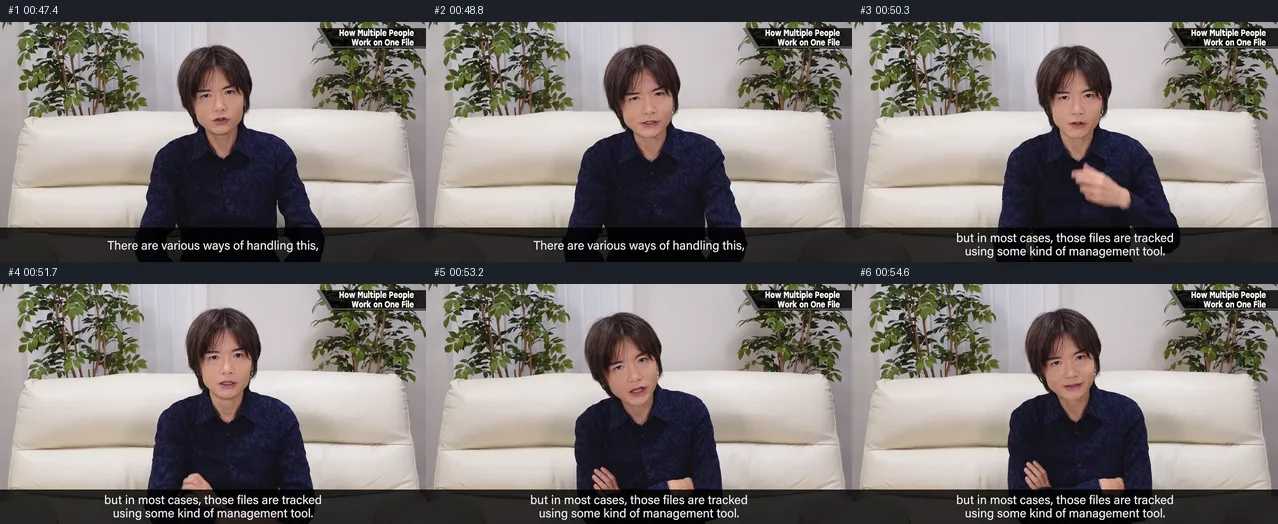 #1 00:47.4
How Multiple People
Work on One File
There are various ways of handling this,
#2 00:48.8
How Multiple People
Work on One File
There are various ways of handling this,
#3 00:50.3
How Multiple People
Work on One File
but in most cases, those files are tracked
using some kind of management tool.
#4 00:51.7
How Multiple People
Work on One File
but in most cases, those files are tracked
using some kind of management tool.
#5 00:53.2
How Multiple People
Work on One File
but in most cases, those files are tracked
using some kind of management tool.
#6 00:54.6
How Multiple People
Work on One File
but in most cases, those files are tracked
using some kind of management tool.